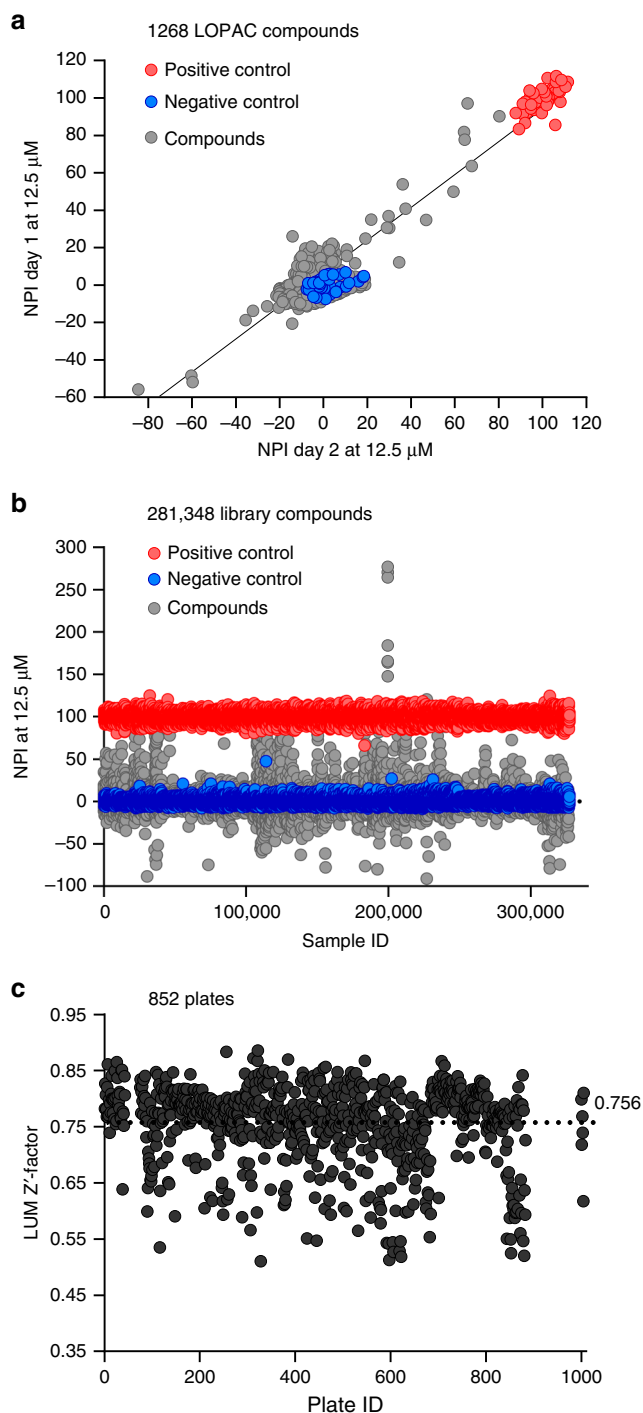 a
1268 LOPAC compounds
Positive control
Negative control
Compounds
NPI day 1 at 12.5 µM
120
100
80
60
40
20
0
−20
−40
−60
−80
−60
−40
−20
0
20
40
60
80
100
120
NPI day 2 at 12.5 µM
b
281,348 library compounds
Positive control
Negative control
Compounds
NPI at 12.5 µM
300
250
200
150
100
50
0
−50
−100
0
100,000
200,000
300,000
Sample ID
c
852 plates
LUM Z′-factor
0.95
0.85
0.75
0.65
0.55
0.45
0.35
0.756
0
200
400
600
800
1000
Plate ID